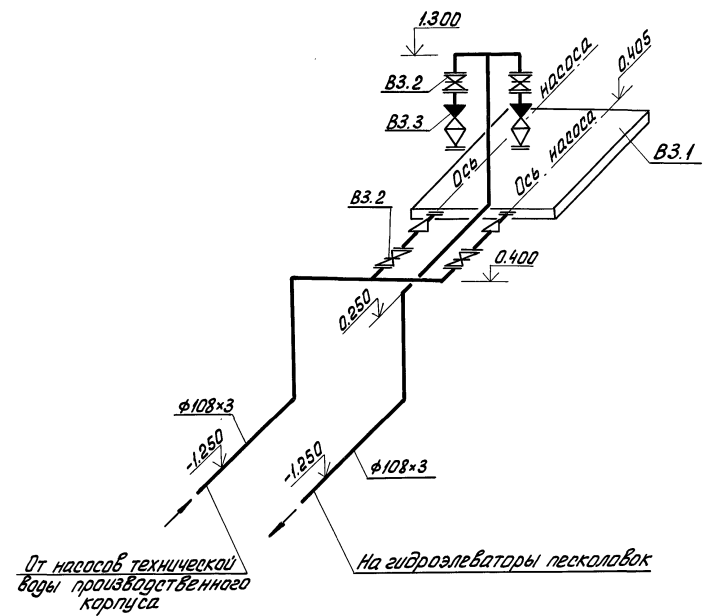 1.300
0.405
насоса
В3.2
В3.3
В3.1
Ось
Ось насоса
В3.2
0.400
0.250
ф108×3
-1.250
-1.250
ф108×3
От насосов технической
воды производственного
корпуса
На гидроэлеваторы песколовок